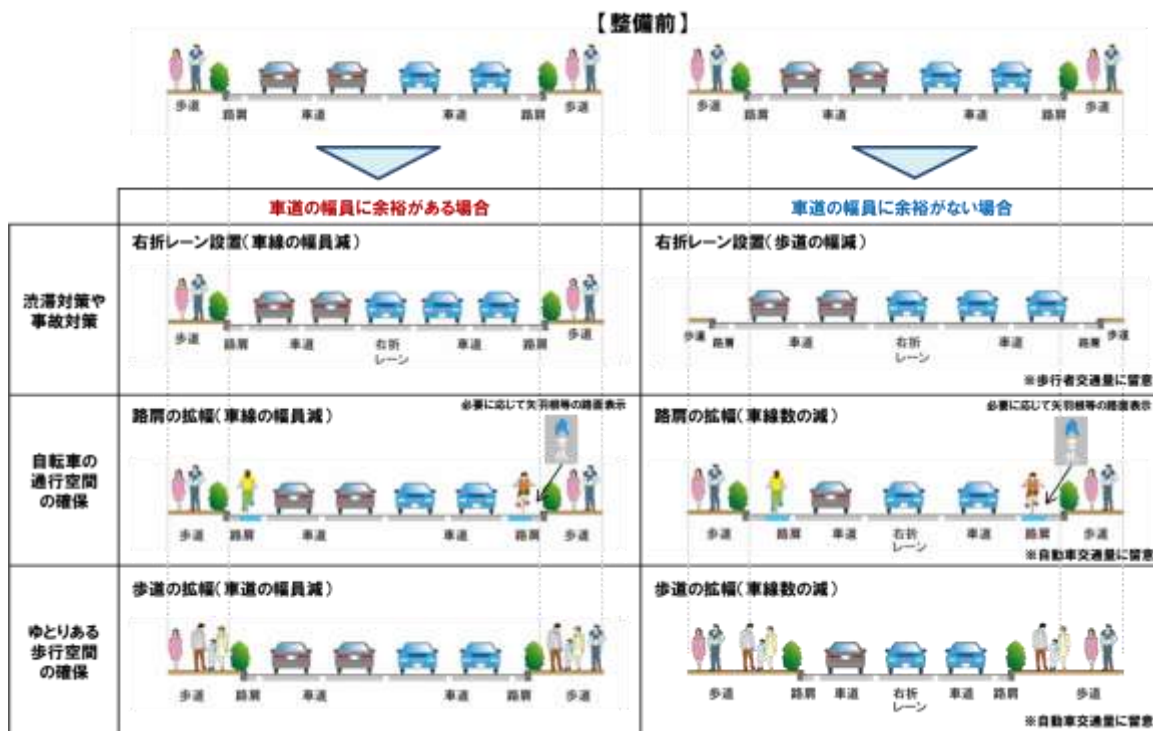 【整備前】
歩道 路肩 車道 車道 路肩 歩道
歩道 路肩 車道 車道 路肩 歩道
車道の幅員に余裕がある場合
車道の幅員に余裕がない場合
渋滞対策や
事故対策
右折レーン設置(車線の幅員減)
歩道 路肩 車道 右折 車道 路肩 歩道
レーン
右折レーン設置(歩道の幅減)
歩道 路肩 車道 右折 車道 路肩 歩道
レーン
※歩行者交通量に留意
自転車の
通行空間
の確保
路肩の拡幅(車線の幅員減)
必要に応じて矢羽根等の路面表示
歩道 路肩 車道 車道 路肩 歩道
路肩の拡幅(車線数の減)
必要に応じて矢羽根等の路面表示
歩道 路肩 車道 右折 車道 路肩 歩道
レーン
※自動車交通量に留意
ゆとりある
歩行空間
の確保
歩道の拡幅(車道の幅員減)
歩道 路肩 車道 車道 路肩 歩道
歩道の拡幅(車線数の減)
歩道 路肩 車道 右折 車道 路肩 歩道
レーン
※自動車交通量に留意